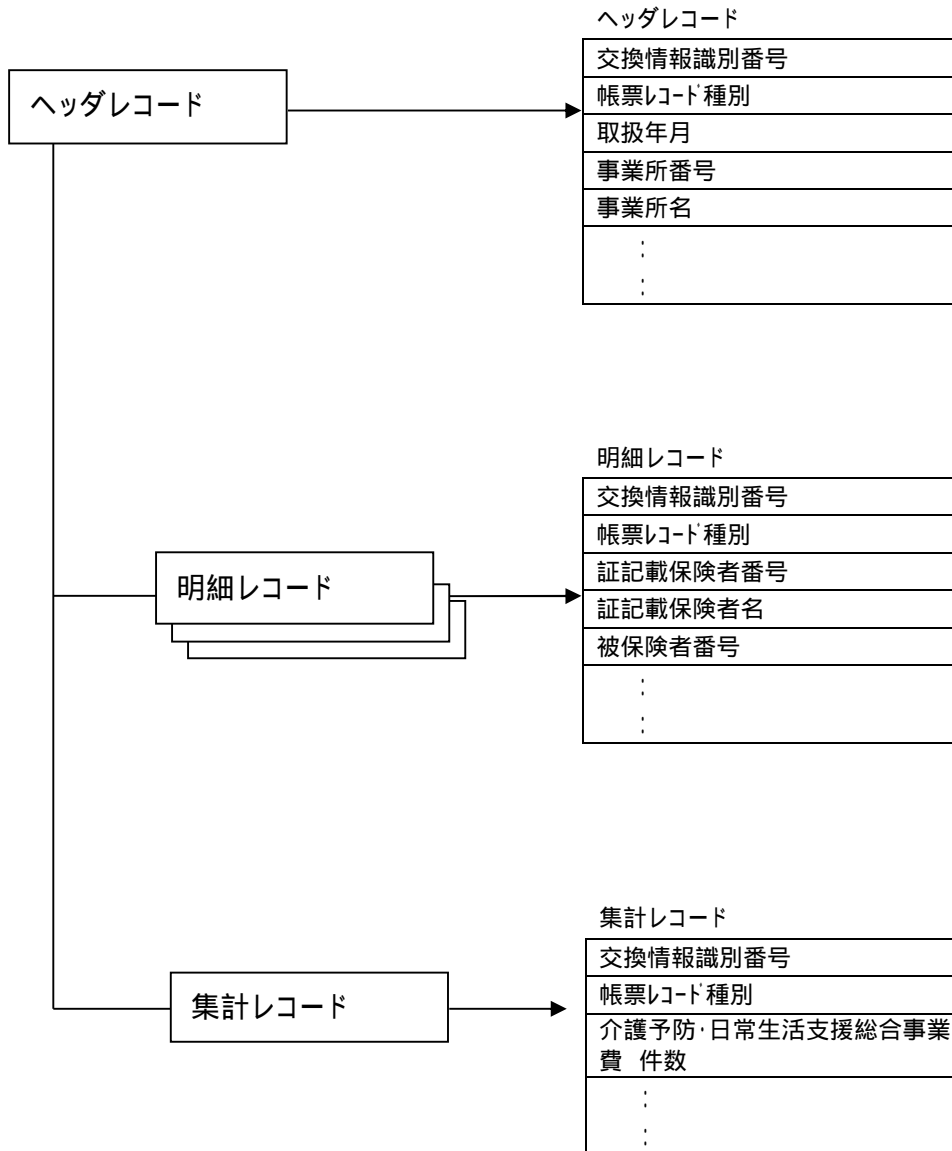 ヘッダレコード
ヘッダレコード
交換情報識別番号
帳票ﾚｺｰﾄﾞ種別
取扱年月
事業所番号
事業所名
:
:
明細レコード
明細レコード
交換情報識別番号
帳票ﾚｺｰﾄﾞ種別
証記載保険者番号
証記載保険者名
被保険者番号
:
:
集計レコード
集計レコード
交換情報識別番号
帳票ﾚｺｰﾄﾞ種別
介護予防･日常生活支援総合事業
費 件数
:
: